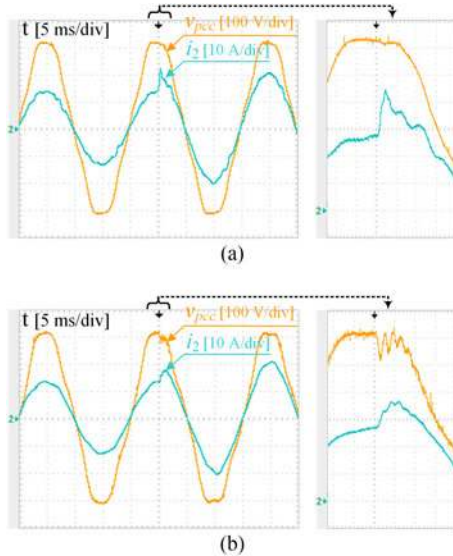 t [5 ms/div]
v_pcc [100 V/div]
i_2 [10 A/div]
2
2
(a)
t [5 ms/div]
v_pcc [100 V/div]
i_2 [10 A/div]
2
2
(b)